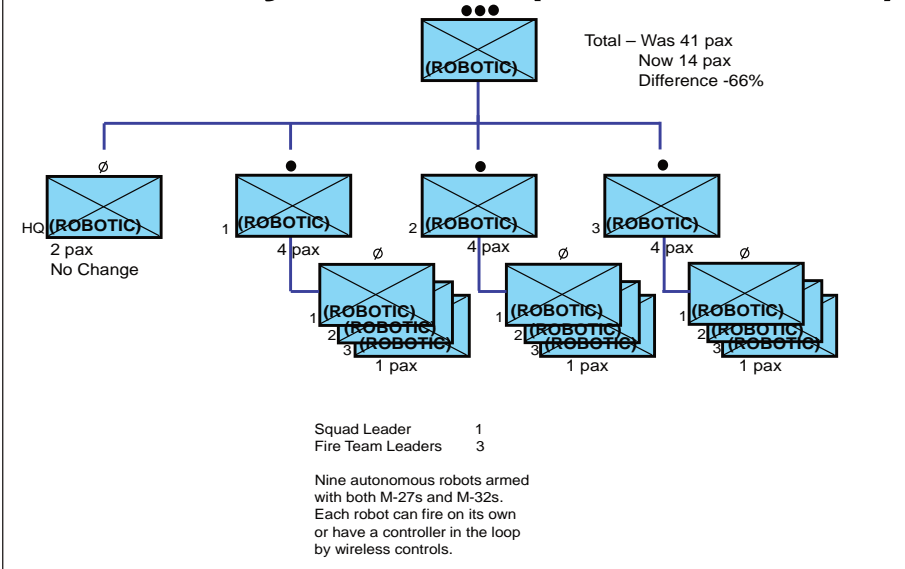 (ROBOTIC)
Total – Was 41 pax
Now 14 pax
Difference -66%
Ø
HQ (ROBOTIC)
2 pax
No Change
1 (ROBOTIC)
4 pax
2 (ROBOTIC)
4 pax
3 (ROBOTIC)
4 pax
Ø
1 (ROBOTIC)
2 (ROBOTIC)
3 (ROBOTIC)
1 pax
Ø
1 (ROBOTIC)
2 (ROBOTIC)
3 (ROBOTIC)
1 pax
Ø
1 (ROBOTIC)
2 (ROBOTIC)
3 (ROBOTIC)
1 pax
Squad Leader 1
Fire Team Leaders 3
Nine autonomous robots armed
with both M-27s and M-32s.
Each robot can fire on its own
or have a controller in the loop
by wireless controls.